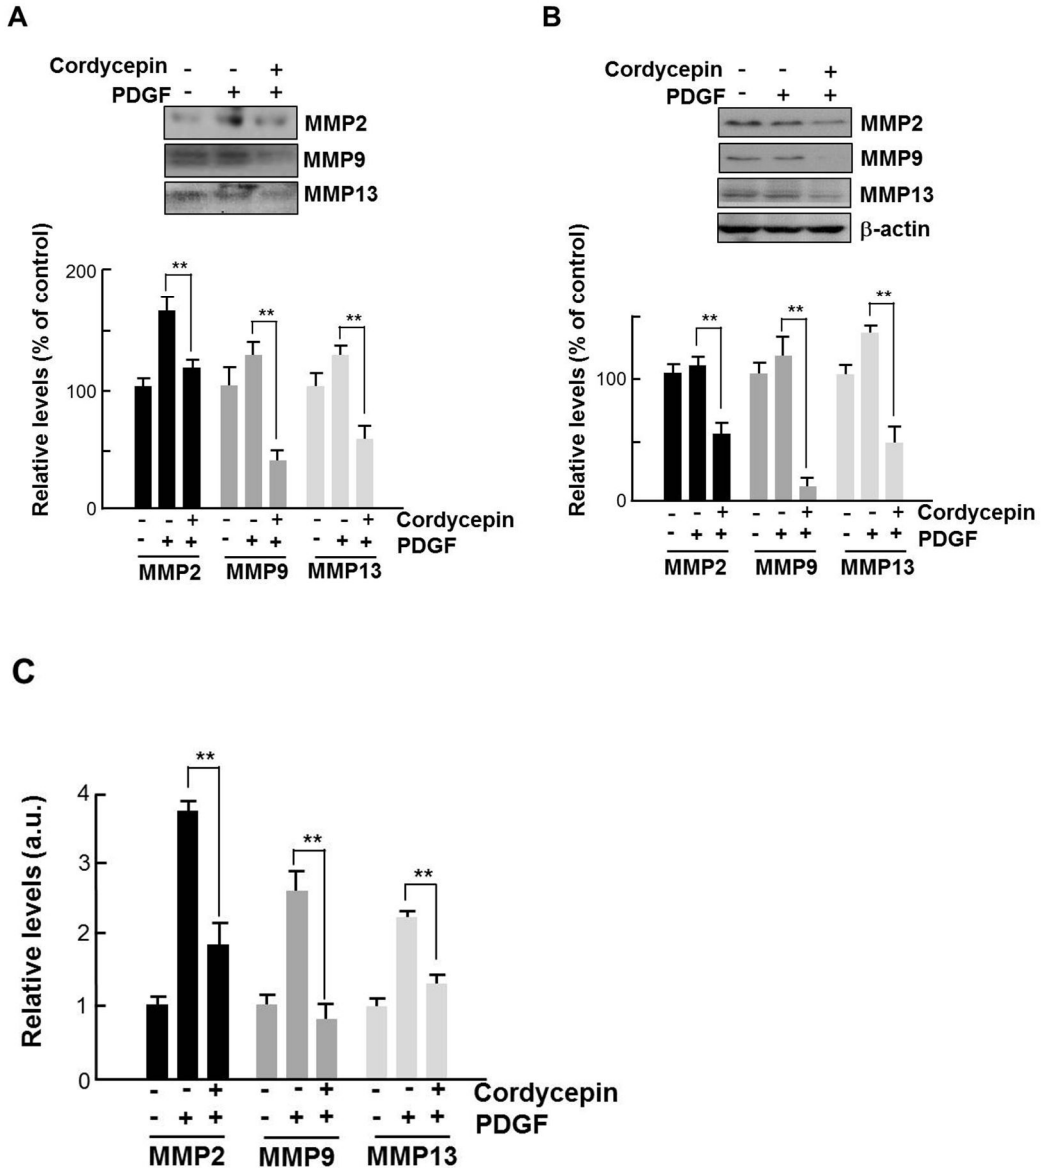 A
Cordycepin - - +
PDGF - + +
MMP2
MMP9
MMP13
Relative levels (% of control)
200
100
0
** ** **
- - + - - + - - + Cordycepin
- + + - + + - + + PDGF
MMP2 MMP9 MMP13
B
Cordycepin - - +
PDGF - + +
MMP2
MMP9
MMP13
β-actin
Relative levels (% of control)
100
0
** ** **
- - + - - + - - + Cordycepin
- + + - + + - + + PDGF
MMP2 MMP9 MMP13
C
Relative levels (a.u.)
4
3
2
1
0
** ** **
- - + - - + - - + Cordycepin
- + + - + + - + + PDGF
MMP2 MMP9 MMP13